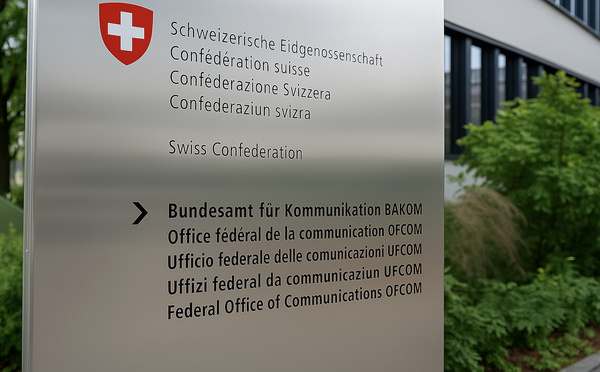 Schweizerische Eidgenossenschaft
Confédération suisse
Confederazione Svizzera
Confederaziun svizra
Swiss Confederation
Bundesamt für Kommunikation BAKOM
Office fédéral de la communication OFCOM
Ufficio federale delle comunicazioni UFCOM
Uffizi federal da communicaziun UFCOM
Federal Office of Communications OFCOM